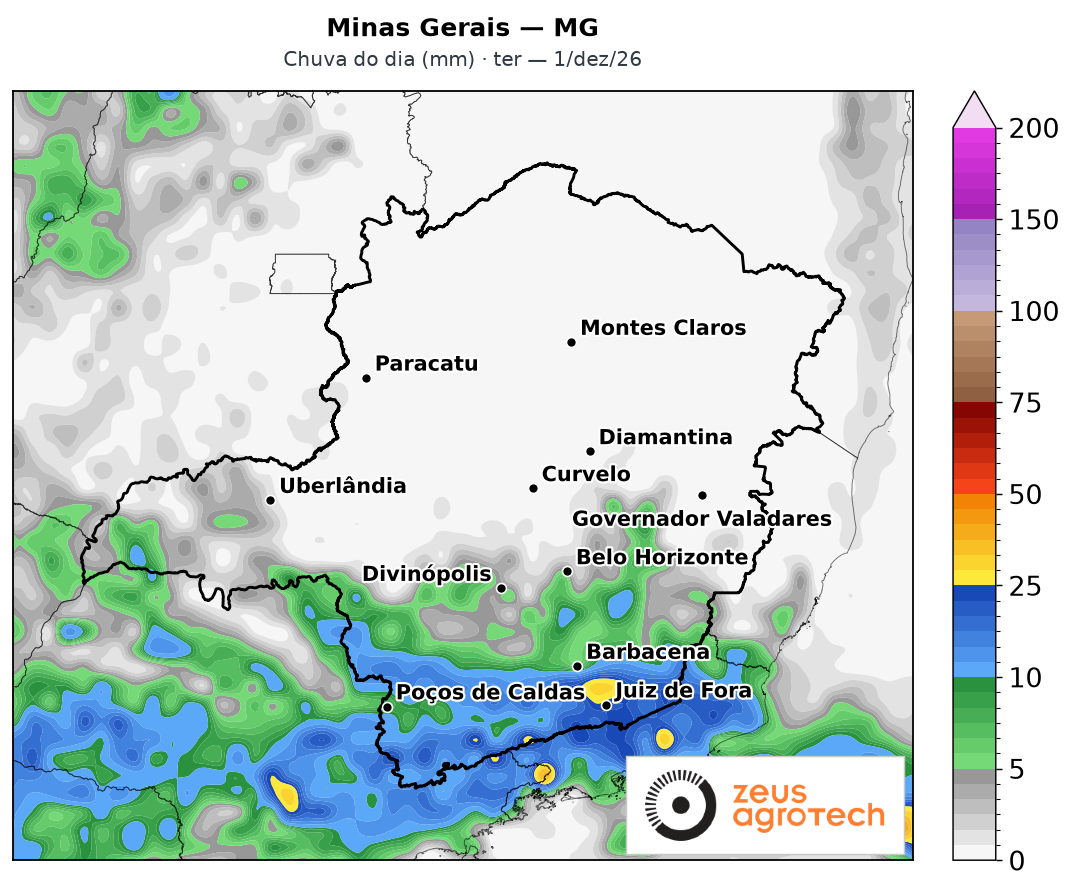 Minas Gerais — MG
Chuva do dia (mm) · ter — 1/dez/26
200
150
100
75
50
25
10
5
0
Montes Claros
Paracatu
Diamantina
Curvelo
Uberlândia
Governador Valadares
Belo Horizonte
Divinópolis
Barbacena
Poços de Caldas
Juiz de Fora
zeus
agrotech